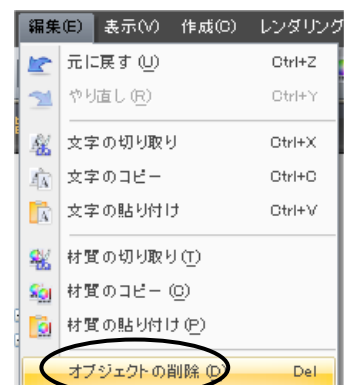 編集(E) 表示(V) 作成(C) レンダリング
元に戻す(U) Ctrl+Z
やり直し(R) Ctrl+Y
文字の切り取り Ctrl+X
文字のコピー Ctrl+C
文字の貼り付け Ctrl+V
材質の切り取り(T)
材質のコピー(C)
材質の貼り付け(P)
オブジェクトの削除(D) Del